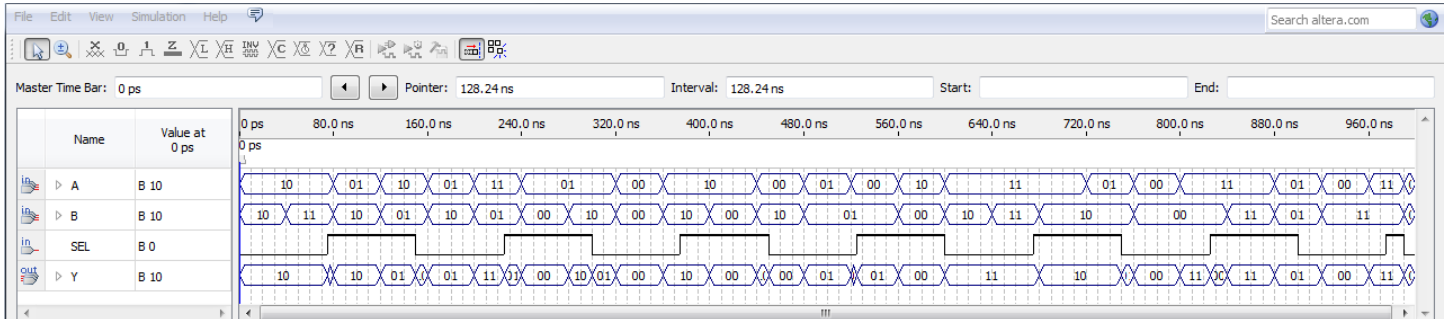 File Edit View Simulation Help
Search altera.com
Master Time Bar: 0 ps Pointer: 128.24 ns Interval: 128.24 ns Start: End:
Name Value at 0 ps
0 ps 80.0 ns 160.0 ns 240.0 ns 320.0 ns 400.0 ns 480.0 ns 560.0 ns 640.0 ns 720.0 ns 800.0 ns 880.0 ns 960.0 ns
0 ps
A B 10 10 01 10 01 11 01 00 10 00 01 00 10 11 01 00 11 01 00 11
B B 10 10 11 10 01 10 01 00 10 00 10 00 10 01 00 10 11 10 00 11 01 11
SEL B 0
Y B 10 10 10 01 01 11 00 10 01 00 10 00 00 01 01 00 11 10 00 11 11 01 00 11